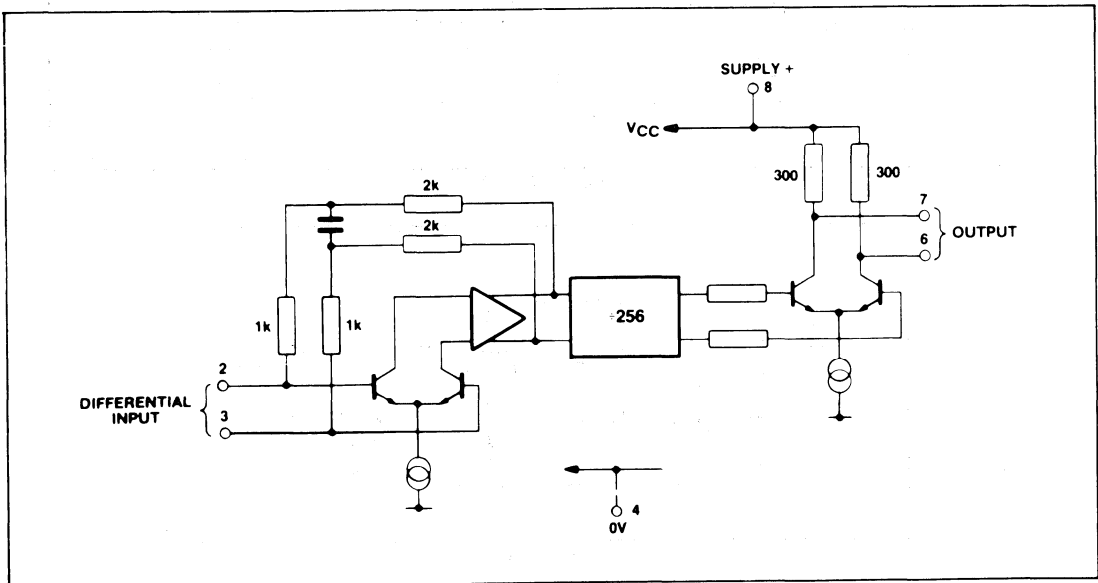 SUPPLY +
8
VCC
300
300
7
6
OUTPUT
2k
2k
1k
1k
÷256
2
3
DIFFERENTIAL
INPUT
4
0V